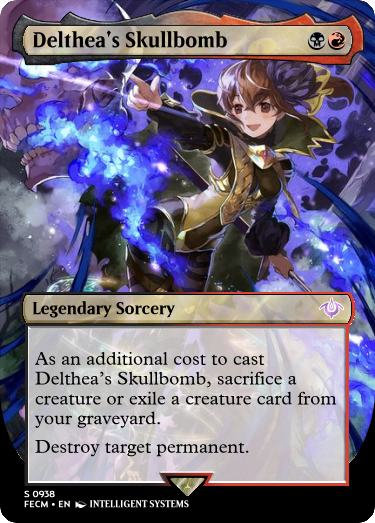 Delthea's Skullbomb
Legendary Sorcery
As an additional cost to cast
Delthea's Skullbomb, sacrifice a
creature or exile a creature card from
your graveyard.
Destroy target permanent.
S 0938
FECM • EN INTELLIGENT SYSTEMS